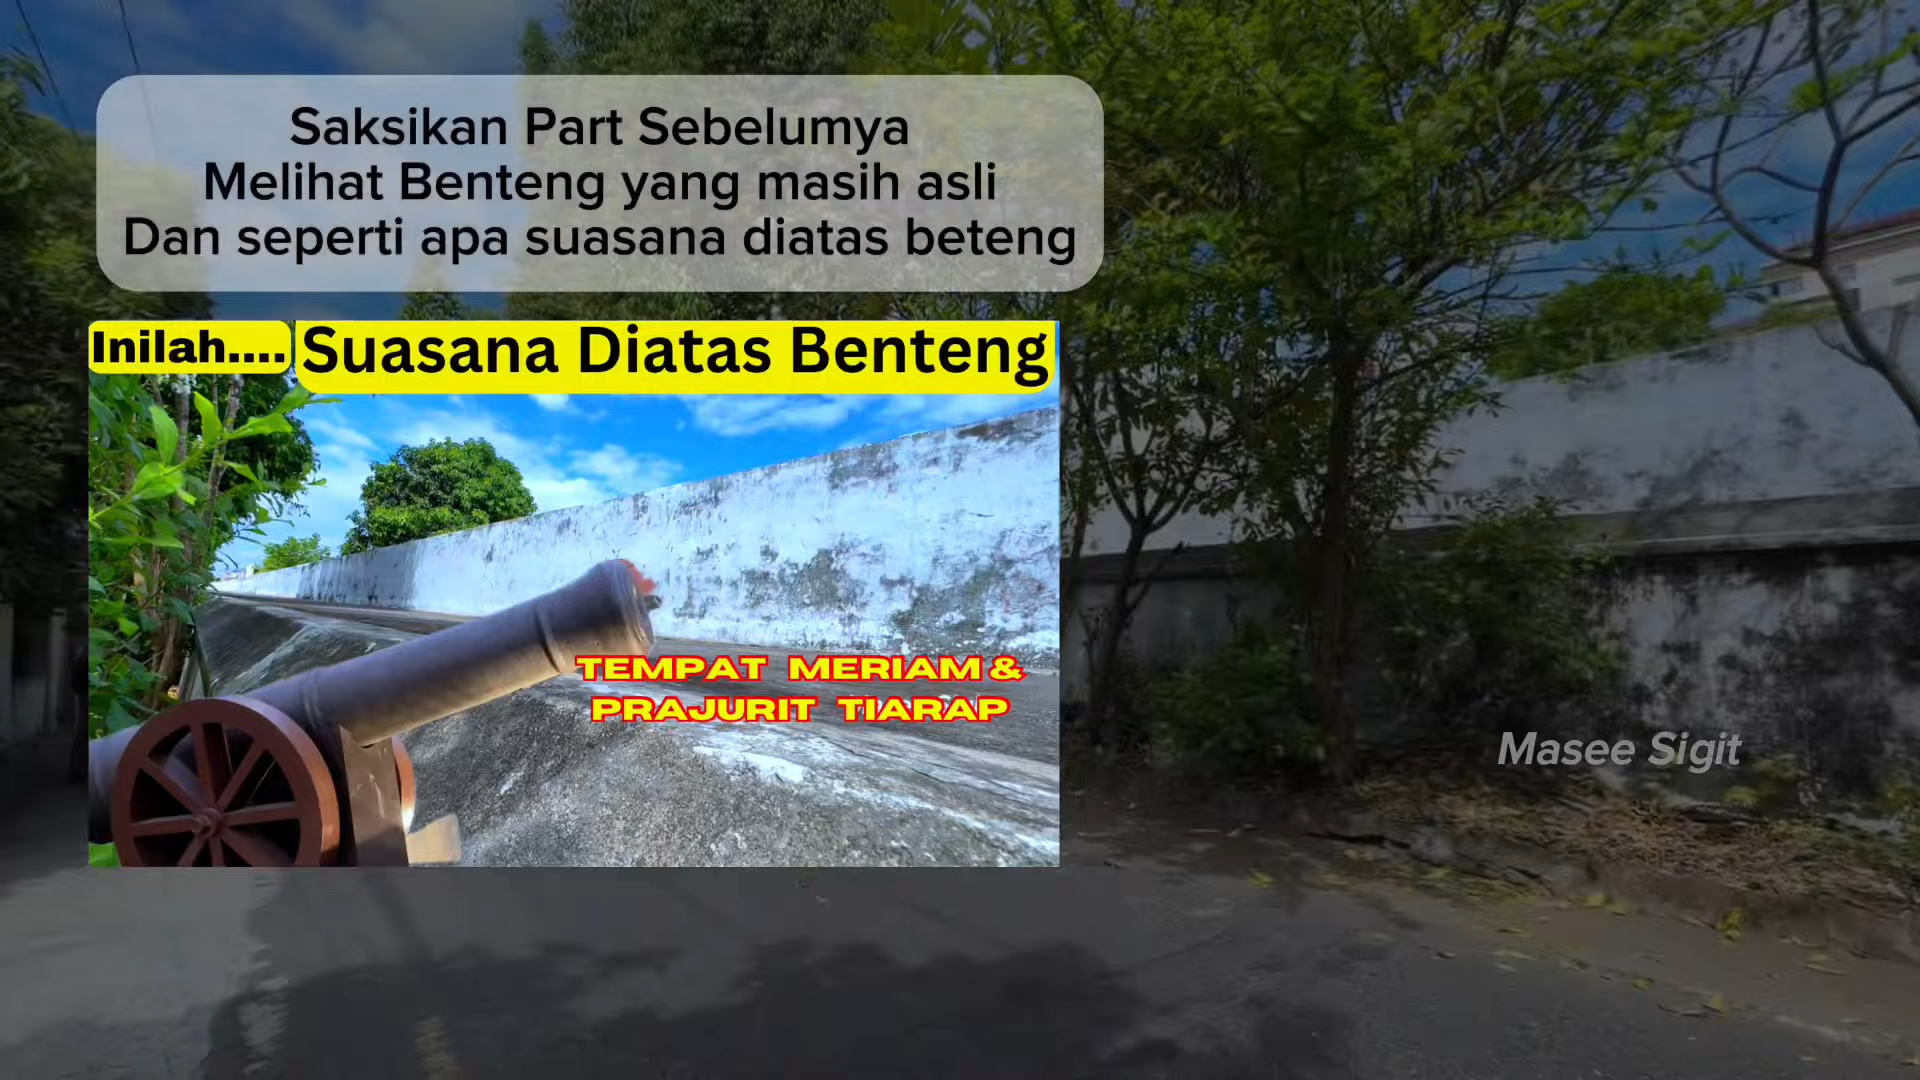 Saksikan Part Sebelumya
Melihat Benteng yang masih asli
Dan seperti apa suasana diatas beteng
Inilah....
Suasana Diatas Benteng
TEMPAT MERIAM &
PRAJURIT TIARAP
Masee Sigit